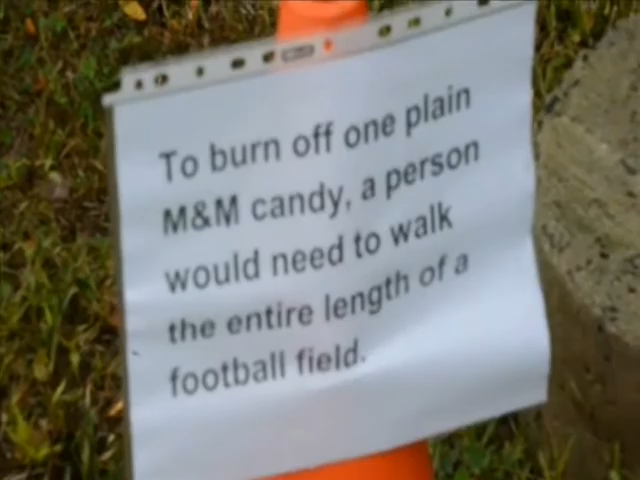 To burn off one plain
M&M candy, a person
would need to walk
the entire length of a
football field.